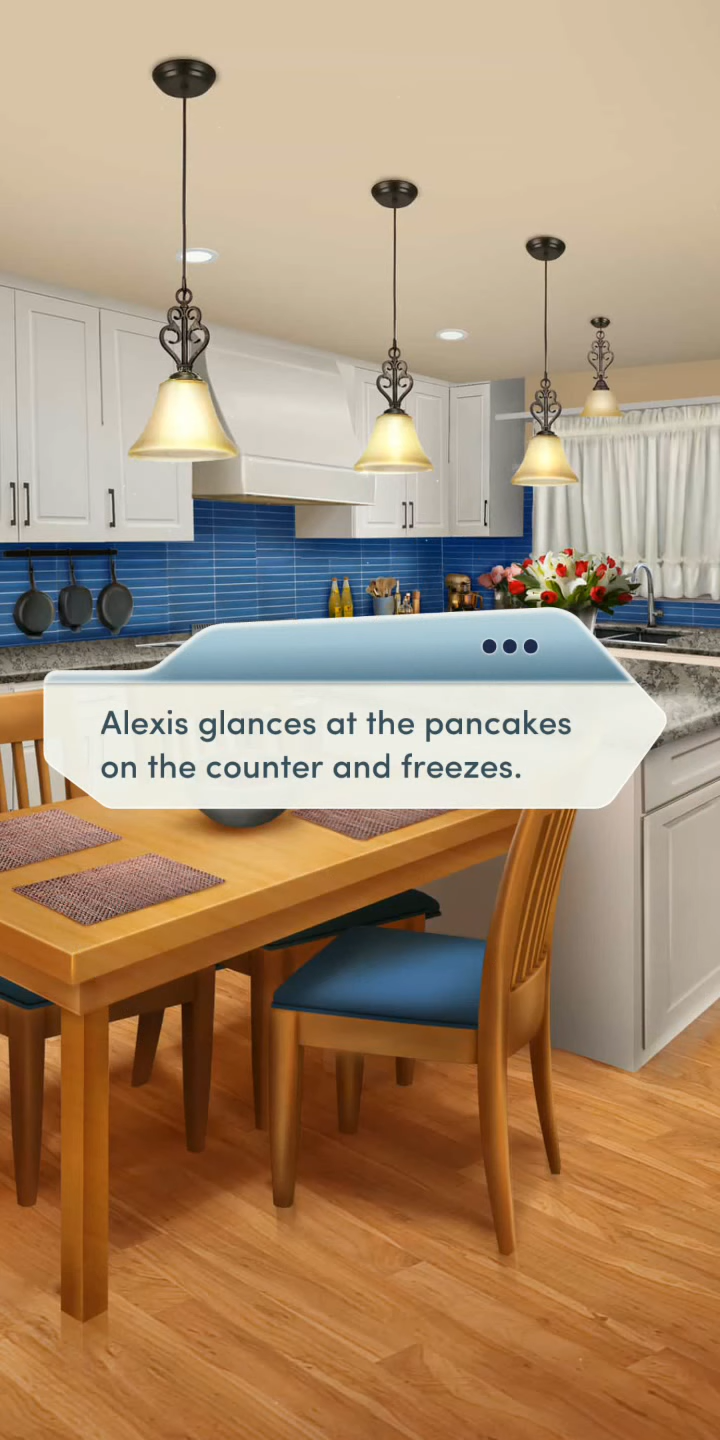 Alexis glances at the pancakes
on the counter and freezes.